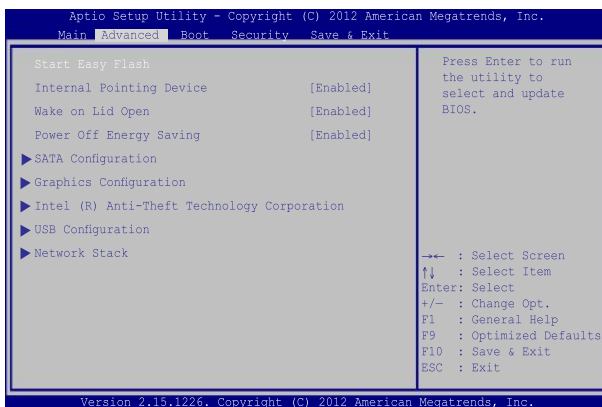 Aptio Setup Utility - Copyright (C) 2012 American Megatrends, Inc.
Main Advanced Boot Security Save & Exit
Start Easy Flash
Internal Pointing Device [Enabled]
Wake on Lid Open [Enabled]
Power Off Energy Saving [Enabled]
▶ SATA Configuration
▶ Graphics Configuration
▶ Intel (R) Anti-Theft Technology Corporation
▶ USB Configuration
▶ Network Stack
Press Enter to run
the utility to
select and update
BIOS.
→← : Select Screen
↑↓ : Select Item
Enter: Select
+/— : Change Opt.
F1 : General Help
F9 : Optimized Defaults
F10 : Save & Exit
ESC : Exit
Version 2.15.1226. Copyright (C) 2012 American Megatrends, Inc.